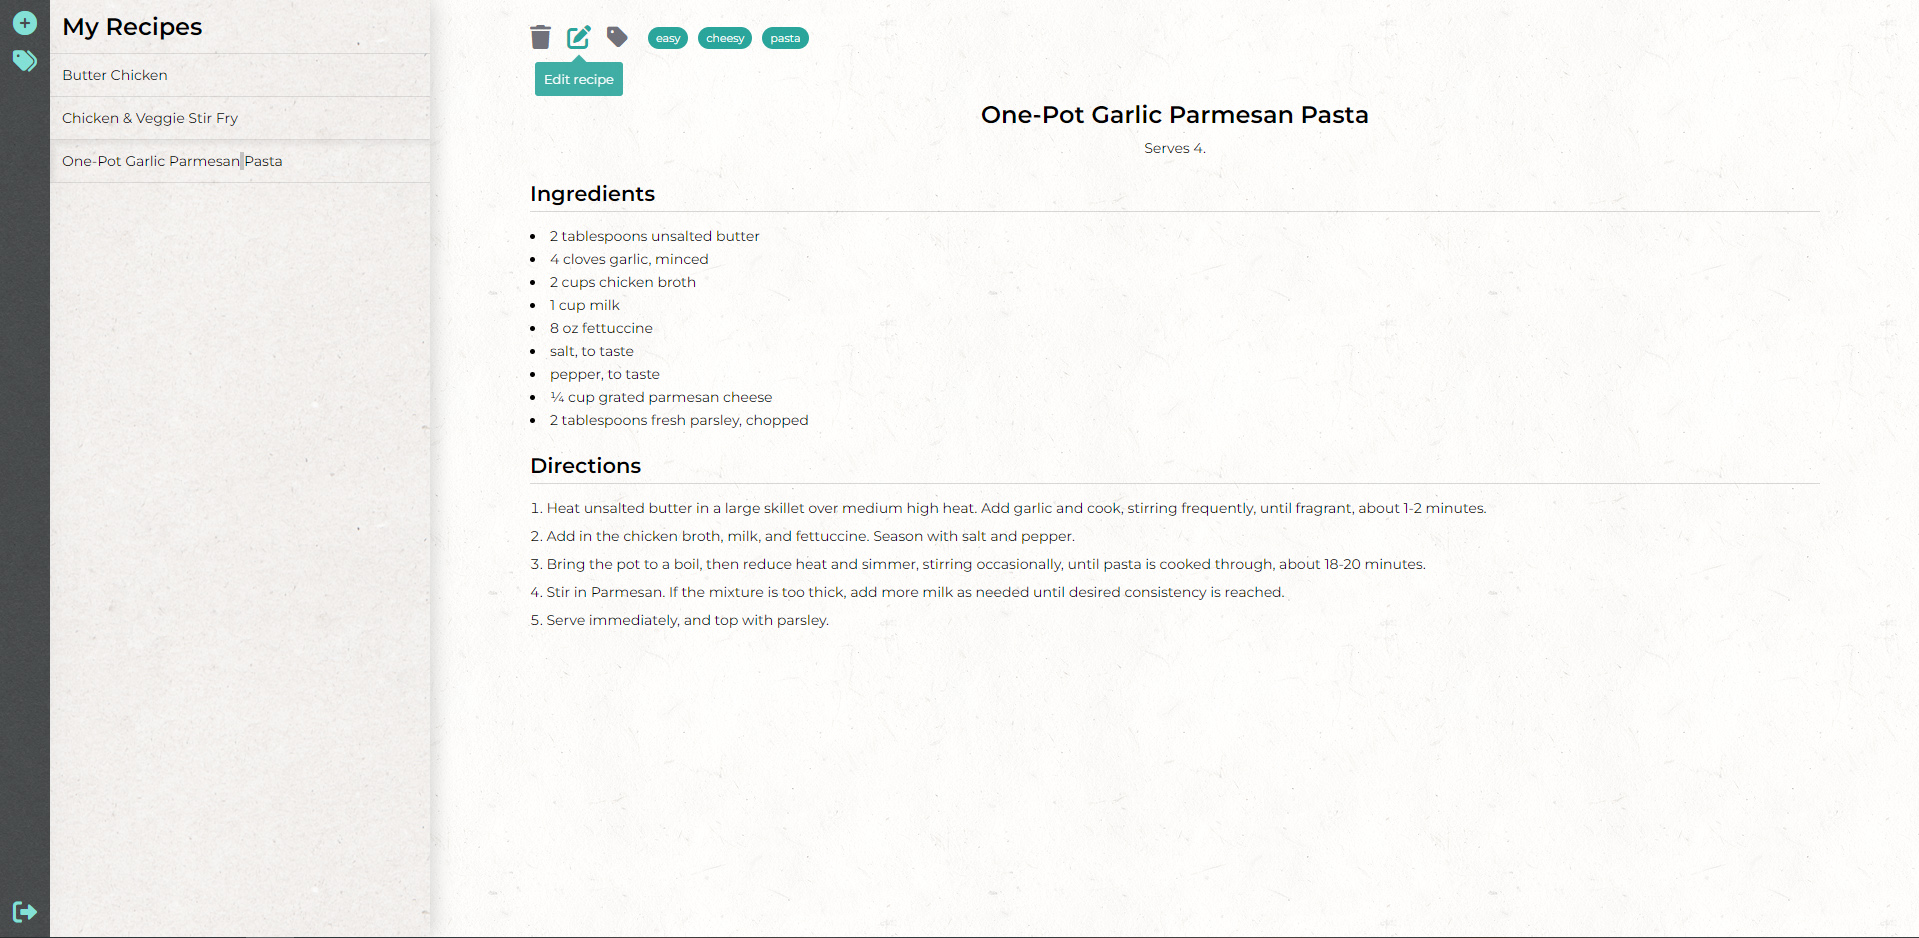 My Recipes
Butter Chicken
Chicken & Veggie Stir Fry
One-Pot Garlic Parmesan Pasta
easy cheesy pasta
Edit recipe
One-Pot Garlic Parmesan Pasta
Serves 4.
Ingredients
2 tablespoons unsalted butter
4 cloves garlic, minced
2 cups chicken broth
1 cup milk
8 oz fettuccine
salt, to taste
pepper, to taste
¼ cup grated parmesan cheese
2 tablespoons fresh parsley, chopped
Directions
1. Heat unsalted butter in a large skillet over medium high heat. Add garlic and cook, stirring frequently, until fragrant, about 1-2 minutes.
2. Add in the chicken broth, milk, and fettuccine. Season with salt and pepper.
3. Bring the pot to a boil, then reduce heat and simmer, stirring occasionally, until pasta is cooked through, about 18-20 minutes.
4. Stir in Parmesan. If the mixture is too thick, add more milk as needed until desired consistency is reached.
5. Serve immediately, and top with parsley.